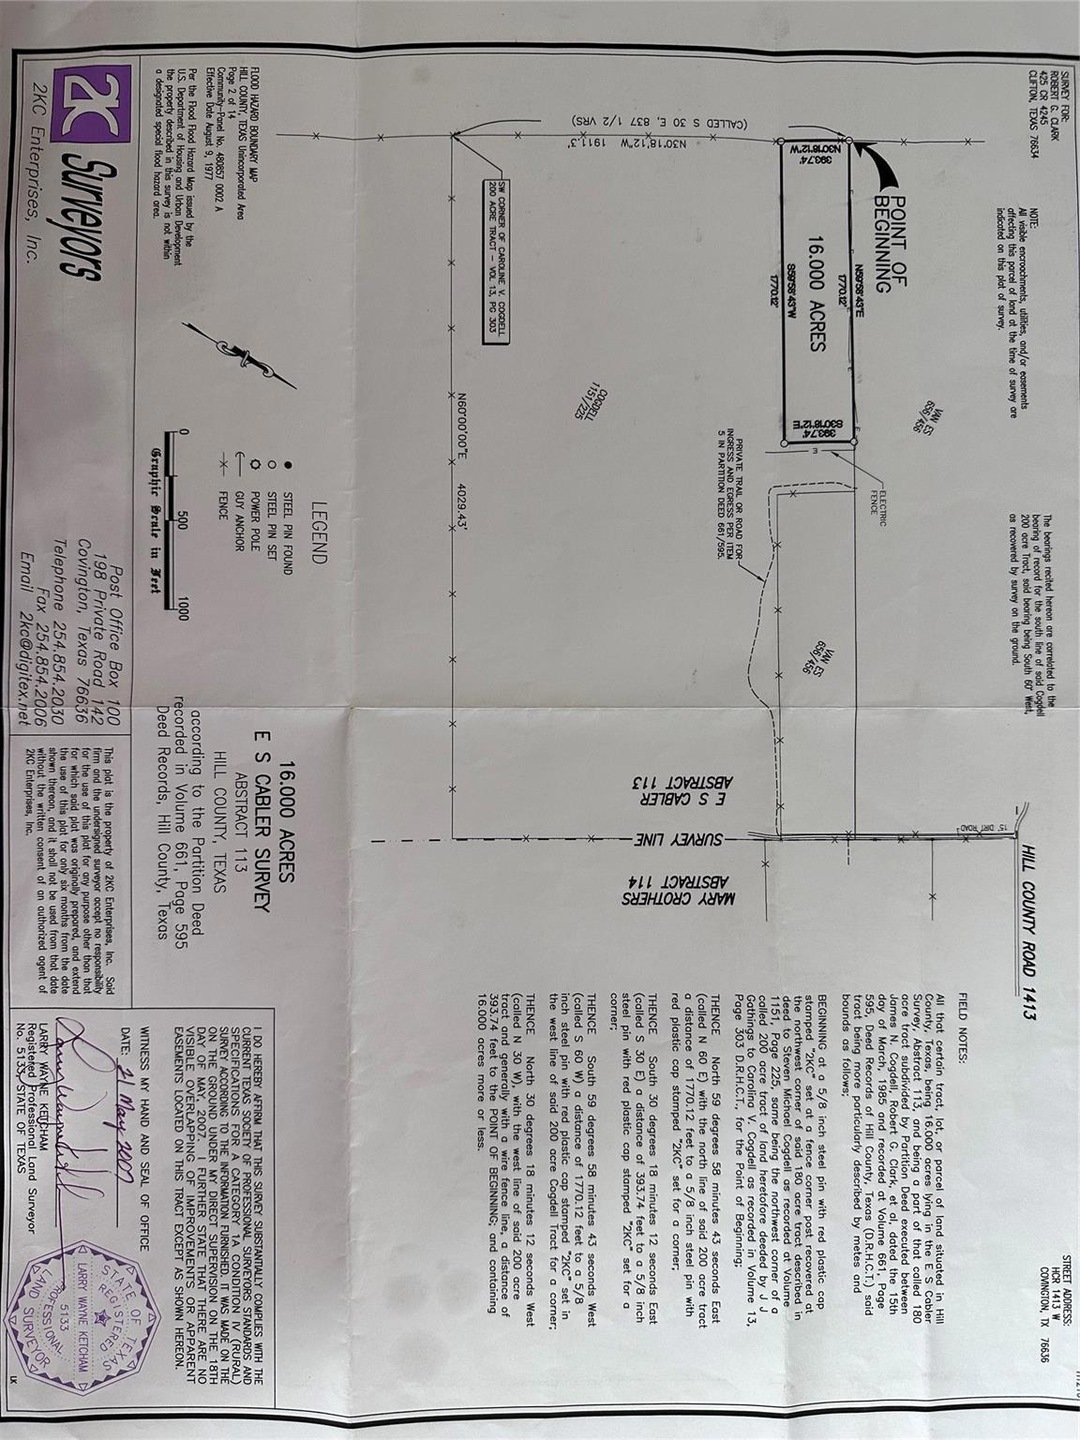 SURVEY FOR:
ROBERT G. CLARK
425 CR 4245
CLIFTON, TEXAS 76634
NOTE:
All visible encroachments, utilities, and/or easements
affecting this parcel of land at the time of survey are
indicated on this plat of survey.
The bearings recited hereon are correlated to the
bearing of record for the south line of said Cogdell
200 acre Tract, said bearing being South 60° West,
as recovered by survey on the ground.
HILL COUNTY ROAD 1413
STREET ADDRESS:
HCR 1413 W
COVINGTON, TX 76636
POINT OF
BEGINNING
N59°58'43"E
1770.12'
16.000 ACRES
S59°58'43"W
1770.12'
N30°18'12"W
393.74'
S30°18'12"E
393.74'
VAN
ELECTRIC
FENCE
PRIVATE TRAIL OR ROAD FOR
INGRESS AND EGRESS PER ITEM
5 IN PARTITION DEED 661/595.
VAN
15' DIRT ROAD
(CALLED S 30 E, 837 1/2 VRS)
N30°18'12"W 1911.3'
SW CORNER OF CAROLINE V. COGDELL
200 ACRE TRACT - VOL 13, PG 303
COGDELL
1151/225
N60°00'00"E 4029.43'
E S CABLER
ABSTRACT 113
SURVEY LINE
MARY CROTHERS
ABSTRACT 114
FIELD NOTES:
All that certain tract, lot, or parcel of land situated in Hill
County, Texas, being 16.000 acres lying in the E S Cabler
Survey, Abstract 113, and being a part of that called 180
acre tract subdivided by Partition Deed executed between
James N. Cogdell, Robert G. Clark, et al, dated the 15th
day of March, 1985 and recorded at Volume 661, Page
595, Deed Records of Hill County, Texas (D.R.H.C.T.) said
tract being more particularly described by metes and
bounds as follows;
BEGINNING at a 5/8 inch steel pin with red plastic cap
stamped "2KC" set at a fence corner post recovered at
the northwest corner of said 180 acre tract described in
deed to Steven Michael Cogdell as recorded at Volume
1151, Page 225, same being the northwest corner of a
called 200 acre tract of land heretofore deeded by J J
Gathings to Carolina V. Cogdell as recorded in Volume 13,
Page 303 D.R.H.C.T., for the Point of Beginning;
THENCE North 59 degrees 58 minutes 43 seconds East
(called N 60 E) with the north line of said 200 acre tract
a distance of 1770.12 feet to a 5/8 inch steel pin with
red plastic cap stamped "2KC" set for a corner;
THENCE South 30 degrees 18 minutes 12 seconds East
(called S 30 E) a distance of 393.74 feet to a 5/8 inch
steel pin with red plastic cap stamped "2KC" set for a
corner;
THENCE South 59 degrees 58 minutes 43 seconds West
(called S 60 W) a distance of 1770.12 feet to a 5/8
inch steel pin with red plastic cap stamped "2KC" set in
the west line of said 200 acre Cogdell Tract for a corner;
THENCE North 30 degrees 18 minutes 12 seconds West
(called N 30 W), with the west line of said 200 acre
tract and generally with a wire fence line, a distance of
393.74 feet to the POINT OF BEGINNING; and containing
16.000 acres more or less.
FLOOD HAZARD BOUNDARY MAP
HILL COUNTY, TEXAS Unincorporated Area
Page 2 of 14
Community-Panel No. 480857 0002 A
Effective Date August 9, 1977
Per the Flood Hazard Map issued by the
U.S. Department of Housing and Urban Development
the property described in this survey is not within
a designated special flood hazard area.
LEGEND
STEEL PIN FOUND
STEEL PIN SET
POWER POLE
GUY ANCHOR
FENCE
0 500 1000
Graphic Scale in Feet
16.000 ACRES
E S CABLER SURVEY
ABSTRACT 113
HILL COUNTY, TEXAS
according to the Partition Deed
recorded in Volume 661, Page 595
Deed Records, Hill County, Texas
2KC Surveyors
2KC Enterprises, Inc.
Post Office Box 100
198 Private Road 142
Covington, Texas 76636
Telephone 254.854.2030
Fax 254.854.2006
Email 2kc@digitex.net
This plat is the property of 2KC Enterprises, Inc. Said
firm and the undersigned surveyor accept no responsibility
for the use of this plat for any purpose other than that
for which said plat was originally prepared, and extend
the use of this plat for only six months from the date
shown thereon, and it shall not be used from that date
without the written consent of an authorized agent of
2KC Enterprises, Inc.
I DO HEREBY AFFIRM THAT THIS SURVEY SUBSTANTIALLY COMPLIES WITH THE
CURRENT TEXAS SOCIETY OF PROFESSIONAL SURVEYORS STANDARDS AND
SPECIFICATIONS FOR A CATEGORY 1A CONDITION IV (RURAL)
SURVEY ACCORDING TO THE INFORMATION FURNISHED. IT WAS MADE ON THE
ON THE GROUND UNDER MY DIRECT SUPERVISION ON THE 18TH
DAY OF MAY, 2007. I FURTHER STATE THAT THERE ARE NO
VISIBLE OVERLAPPING OF IMPROVEMENTS OR APPARENT
EASEMENTS LOCATED ON THIS TRACT EXCEPT AS SHOWN HEREON.
WITNESS MY HAND AND SEAL OF OFFICE
DATE: 21 May 2007
LARRY WAYNE KETCHAM
Registered Professional Land Surveyor
No. 5133, STATE OF TEXAS
STATE OF TEXAS
REGISTERED
LARRY WAYNE KETCHAM
5133
PROFESSIONAL
LAND SURVEYOR
LK